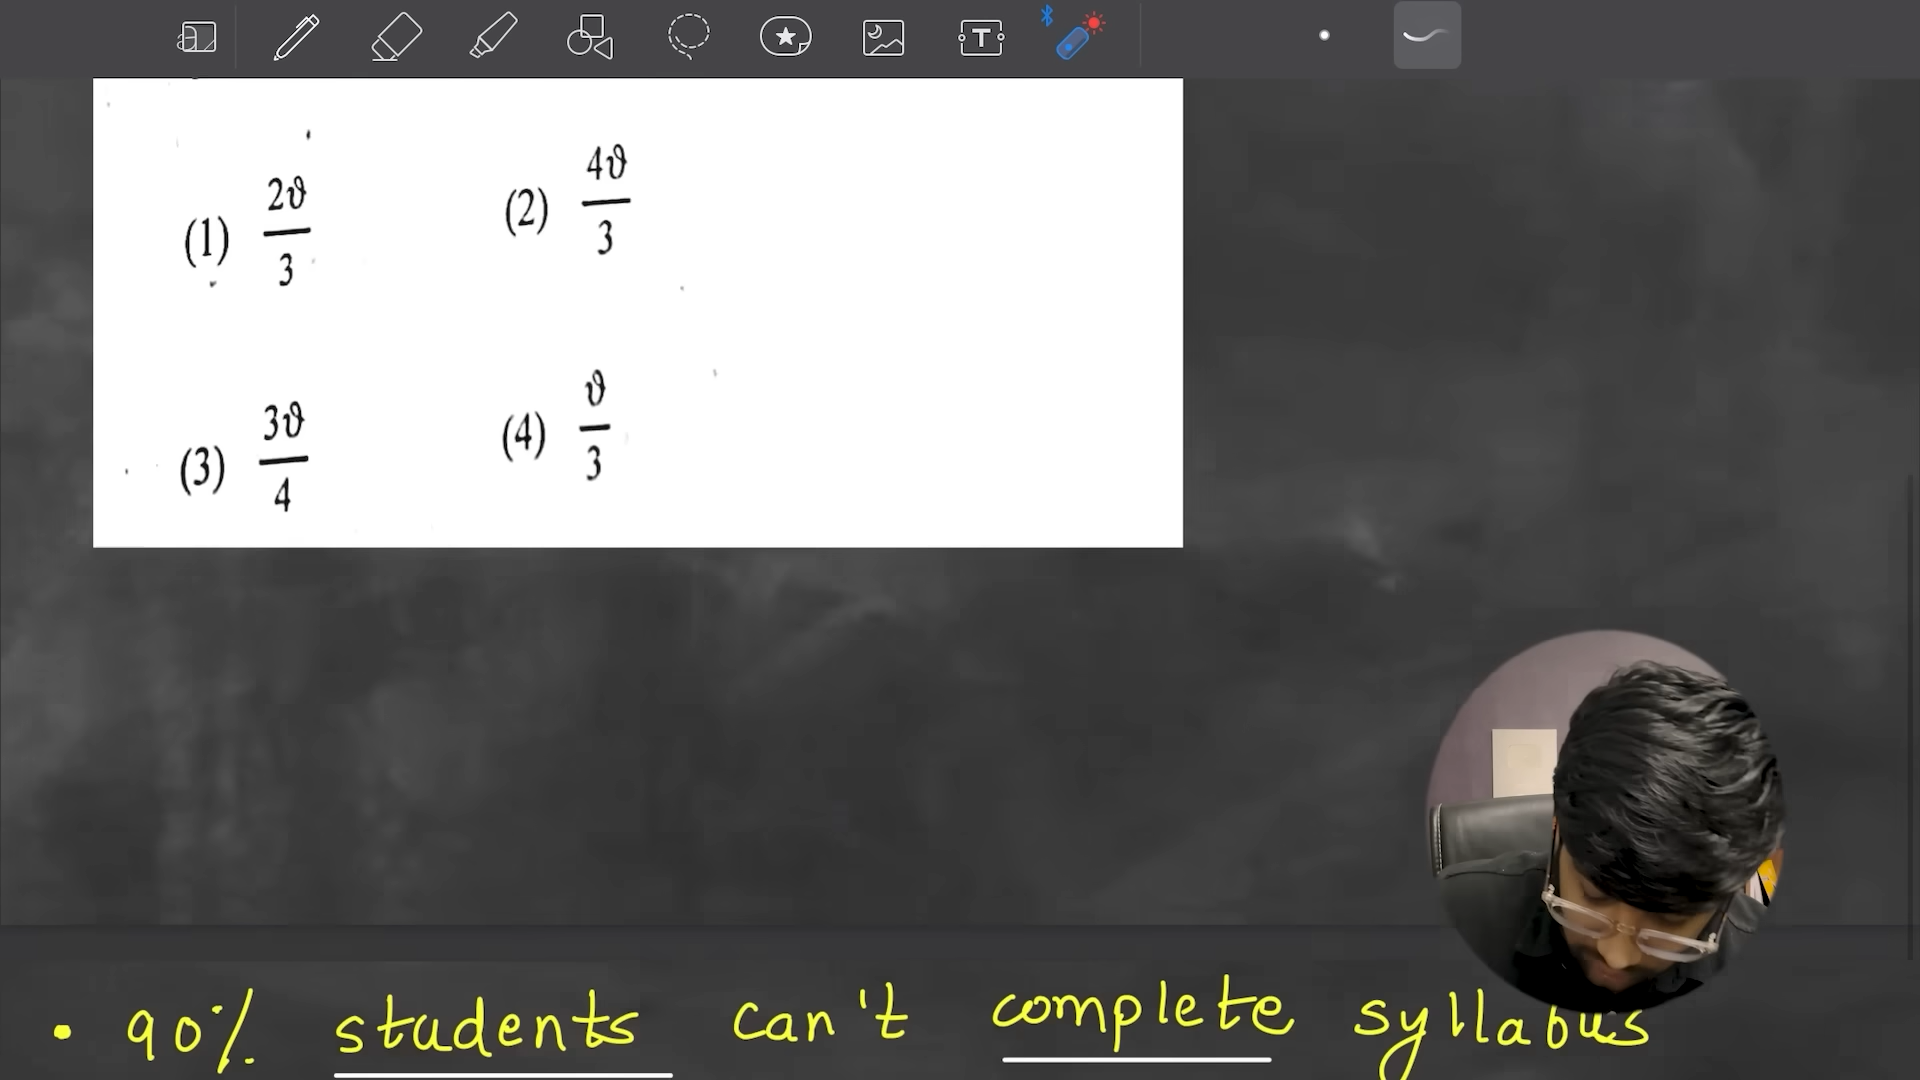 (1) 2ϑ/3 (2) 4ϑ/3
(3) 3ϑ/4 (4) ϑ/3
• 90% students can't complete syllabus